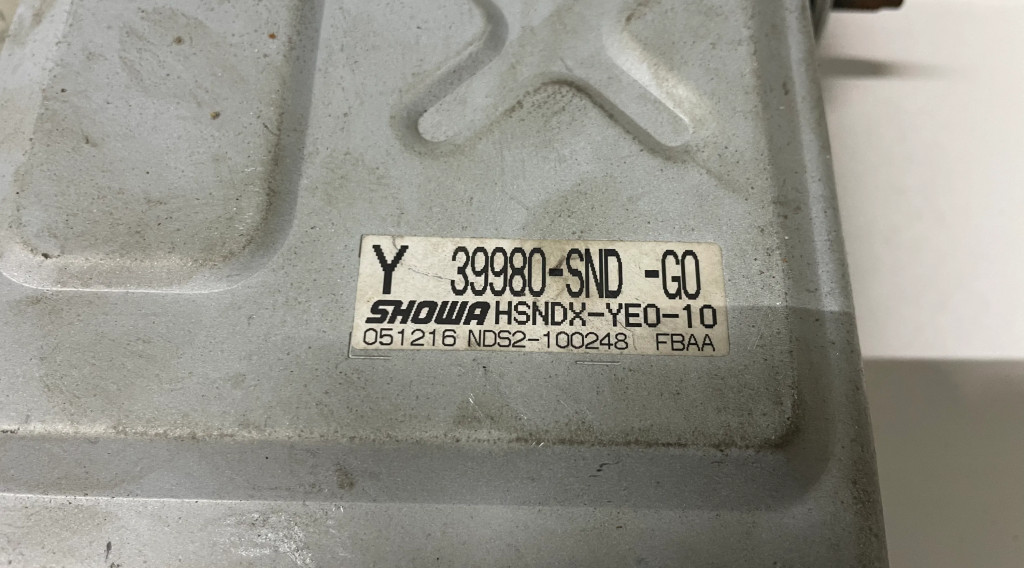 Y 39980-SND -G0
SHOWA HSNDX-YE0-10
051216 NDS2-100248 FBAA